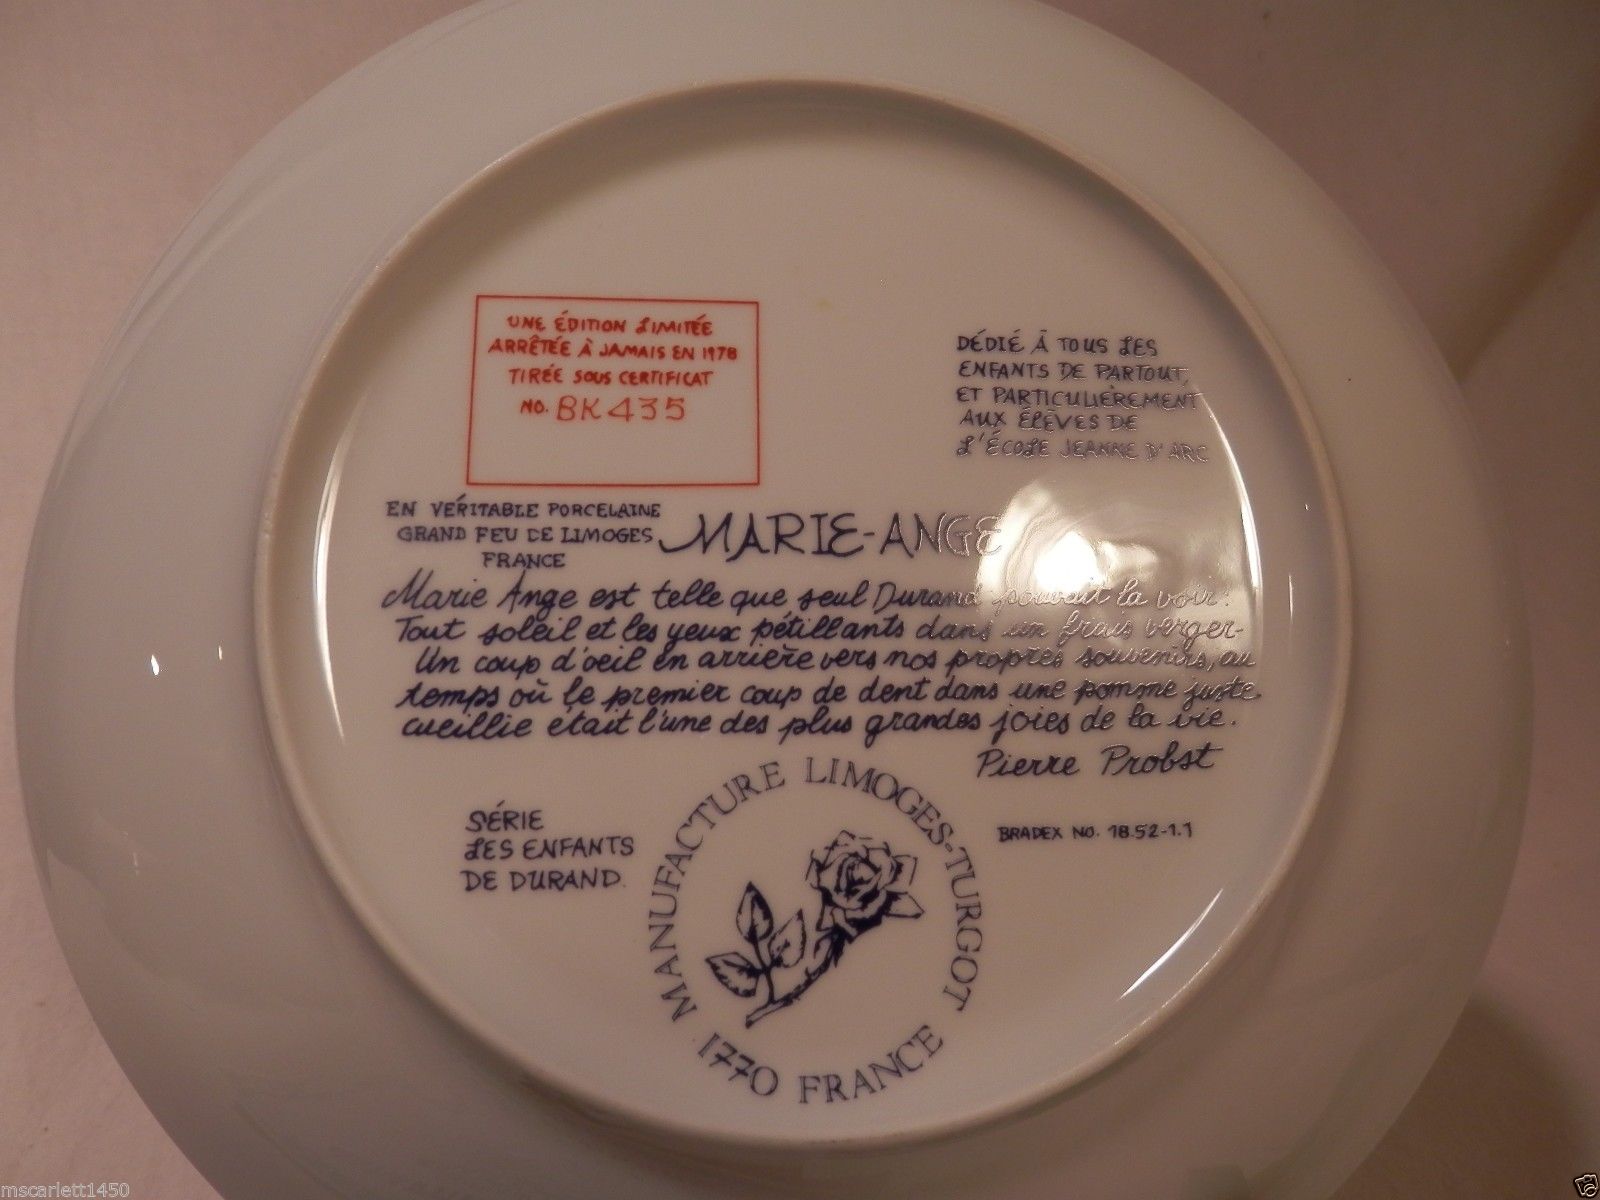 UNE ÉDITION LIMITÉE
ARRÊTÉE À JAMAIS EN 1978
TIRÉE SOUS CERTIFICAT
NO. BK435
DÉDIÉ À TOUS LES
ENFANTS DE PARTOUT,
ET PARTICULIÈREMENT
AUX ÉLÈVES DE
L'ÉCOLE JEANNE D'ARC
EN VÉRITABLE PORCELAINE
GRAND FEU DE LIMOGES
FRANCE
MARIE-ANGE
Marie Ange est telle que seul Durand pouvait la voir:
Tout soleil et les yeux pétillants dans un frais verger-
Un coup d'oeil en arrière vers nos propres souvenirs, au
temps où le premier coup de dent dans une pomme juste
cueillie était l'une des plus grandes joies de la vie.
Pierre Probst
SÉRIE
LES ENFANTS
DE DURAND.
MANUFACTURE LIMOGES-TURGOT
1770 FRANCE
BRADEX NO. 18.52-1.1
mscarlett1450